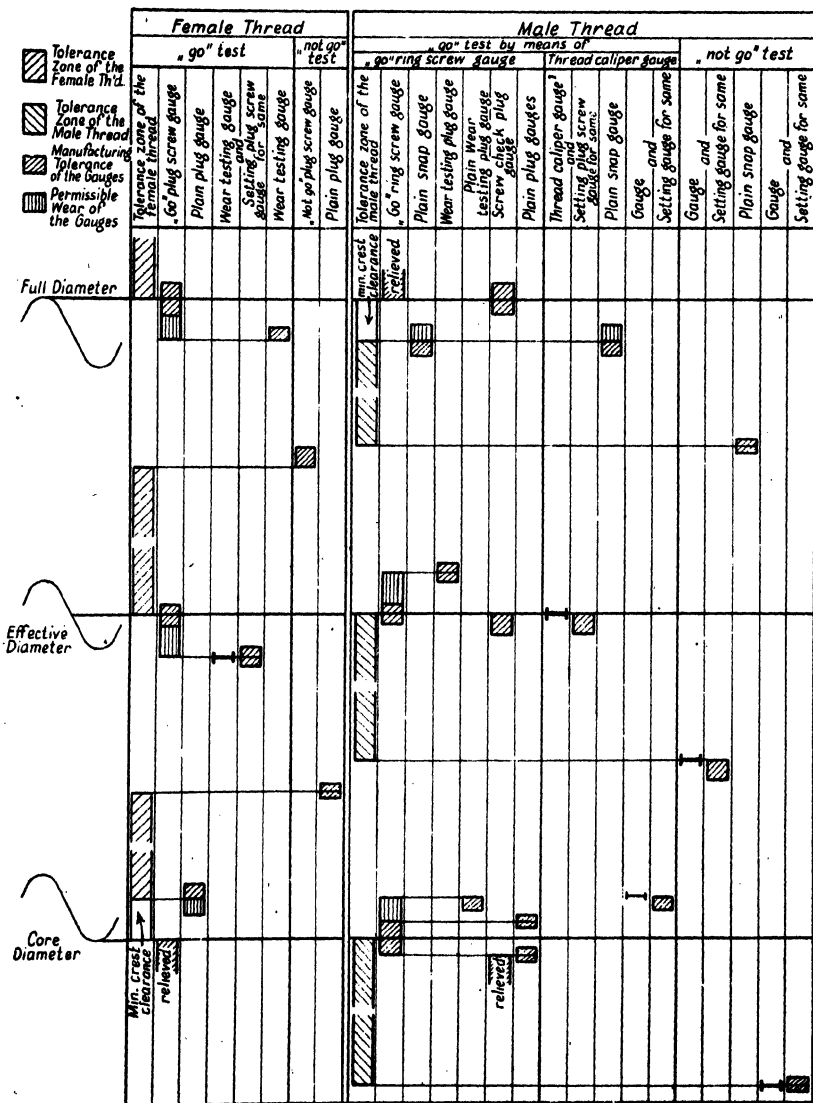 Female Thread
Male Thread
„go" test
„not go"
test
„go" test by means of
„go" ring screw gauge
Thread caliper gauge
„not go" test
Tolerance
Zone of the
Female Th'd.
Tolerance
Zone of the
Male Thread
Manufacturing
Tolerance
of the Gauges
Permissible
Wear of
the Gauges
Tolerance zone of the
female thread
„Go" plug screw gauge
Plain plug gauge
Wear testing gauge
and
Setting plug screw
gauge for same
Wear testing gauge
„Not go" plug screw gauge
Plain plug gauge
Tolerance zone of the
male thread
„Go" ring screw gauge
Plain snap gauge
Wear testing plug gauge
Plain Wear
testing plug gauge
Screw check plug
gauge
Plain plug gauges
Thread caliper gauge¹
and
Setting plug screw
gauge for same
Plain snap gauge
Gauge and
Setting gauge for same
Gauge and
Setting gauge for same
Plain snap gauge
Gauge and
Setting gauge for same
Full Diameter
min. crest
clearance
relieved
Effective
Diameter
Core
Diameter
Min. crest
clearance
relieved
relieved